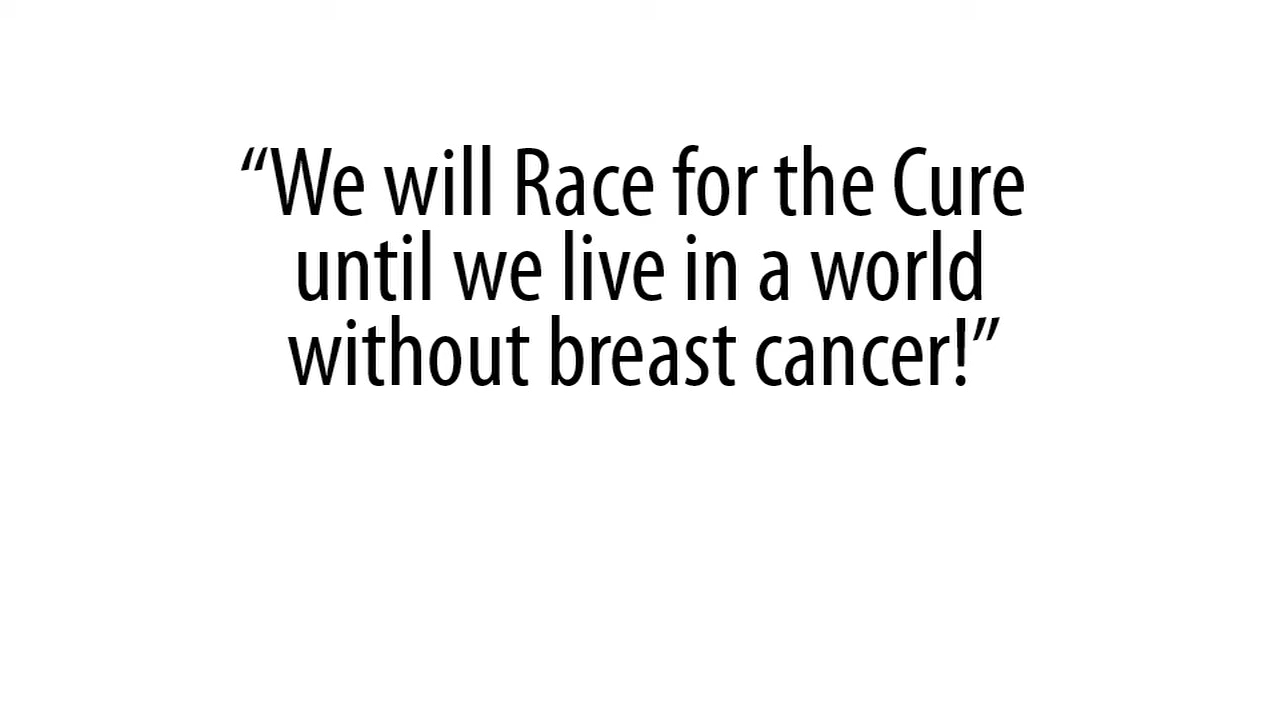 “We will Race for the Cure
until we live in a world
without breast cancer!”